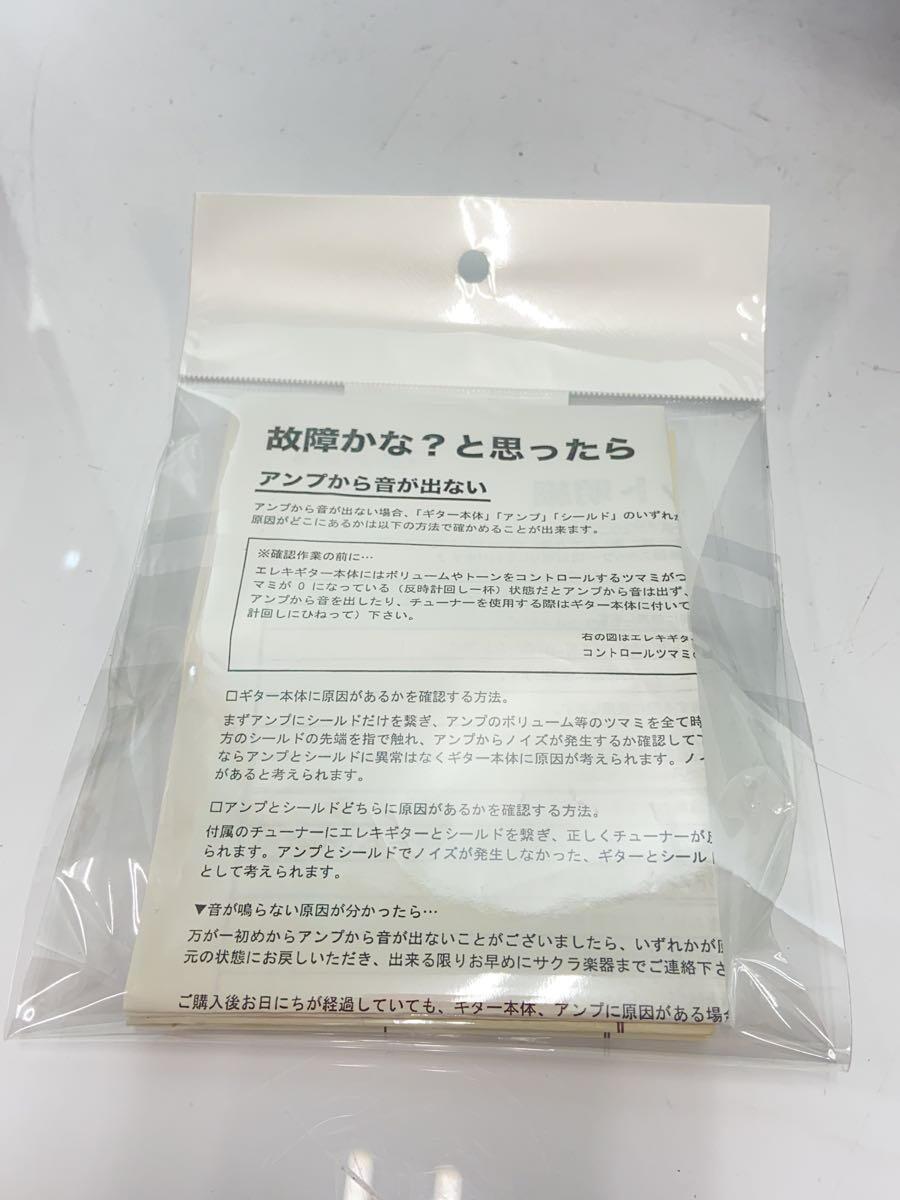 故障かな？と思ったら
アンプから音が出ない
アンプから音が出ない場合、「ギター本体」「アンプ」「シールド」のいずれか
原因がどこにあるかは以下の方法で確かめることが出来ます。
※確認作業の前に…
エレキギター本体にはボリュームやトーンをコントロールするツマミがつ
マミが 0 になっている（反時計回し一杯）状態だとアンプから音は出ず、
アンプから音を出したり、チューナーを使用する際はギター本体に付いて
計回しにひねって）下さい。
右の図はエレキギタ
コントロールツマミ
□ギター本体に原因があるかを確認する方法。
まずアンプにシールドだけを繋ぎ、アンプのボリューム等のツマミを全て時
方のシールドの先端を指で触れ、アンプからノイズが発生するか確認して
ならアンプとシールドに異常はなくギター本体に原因が考えられます。ノイ
があると考えられます。
□アンプとシールドどちらに原因があるかを確認する方法。
付属のチューナーにエレキギターとシールドを繋ぎ、正しくチューナーが
られます。アンプとシールドでノイズが発生しなかった、ギターとシール
として考えられます。
▼音が鳴らない原因が分かったら…
万が一初めからアンプから音が出ないことがございましたら、いずれかが
元の状態にお戻しいただき、出来る限りお早めにサクラ楽器までご連絡下さ
ご購入後お日にちが経過していても、ギター本体、アンプに原因がある場